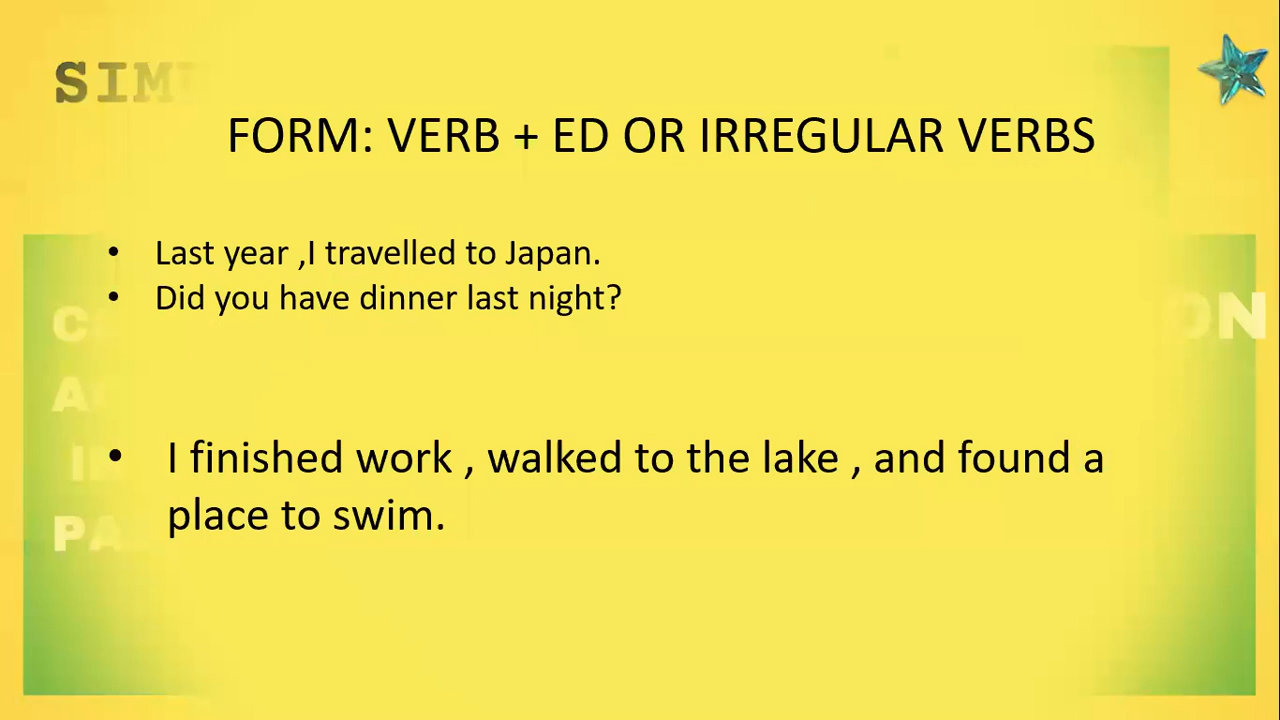 FORM: VERB + ED OR IRREGULAR VERBS
• Last year ,I travelled to Japan.
• Did you have dinner last night?
• I finished work , walked to the lake , and found a
place to swim.